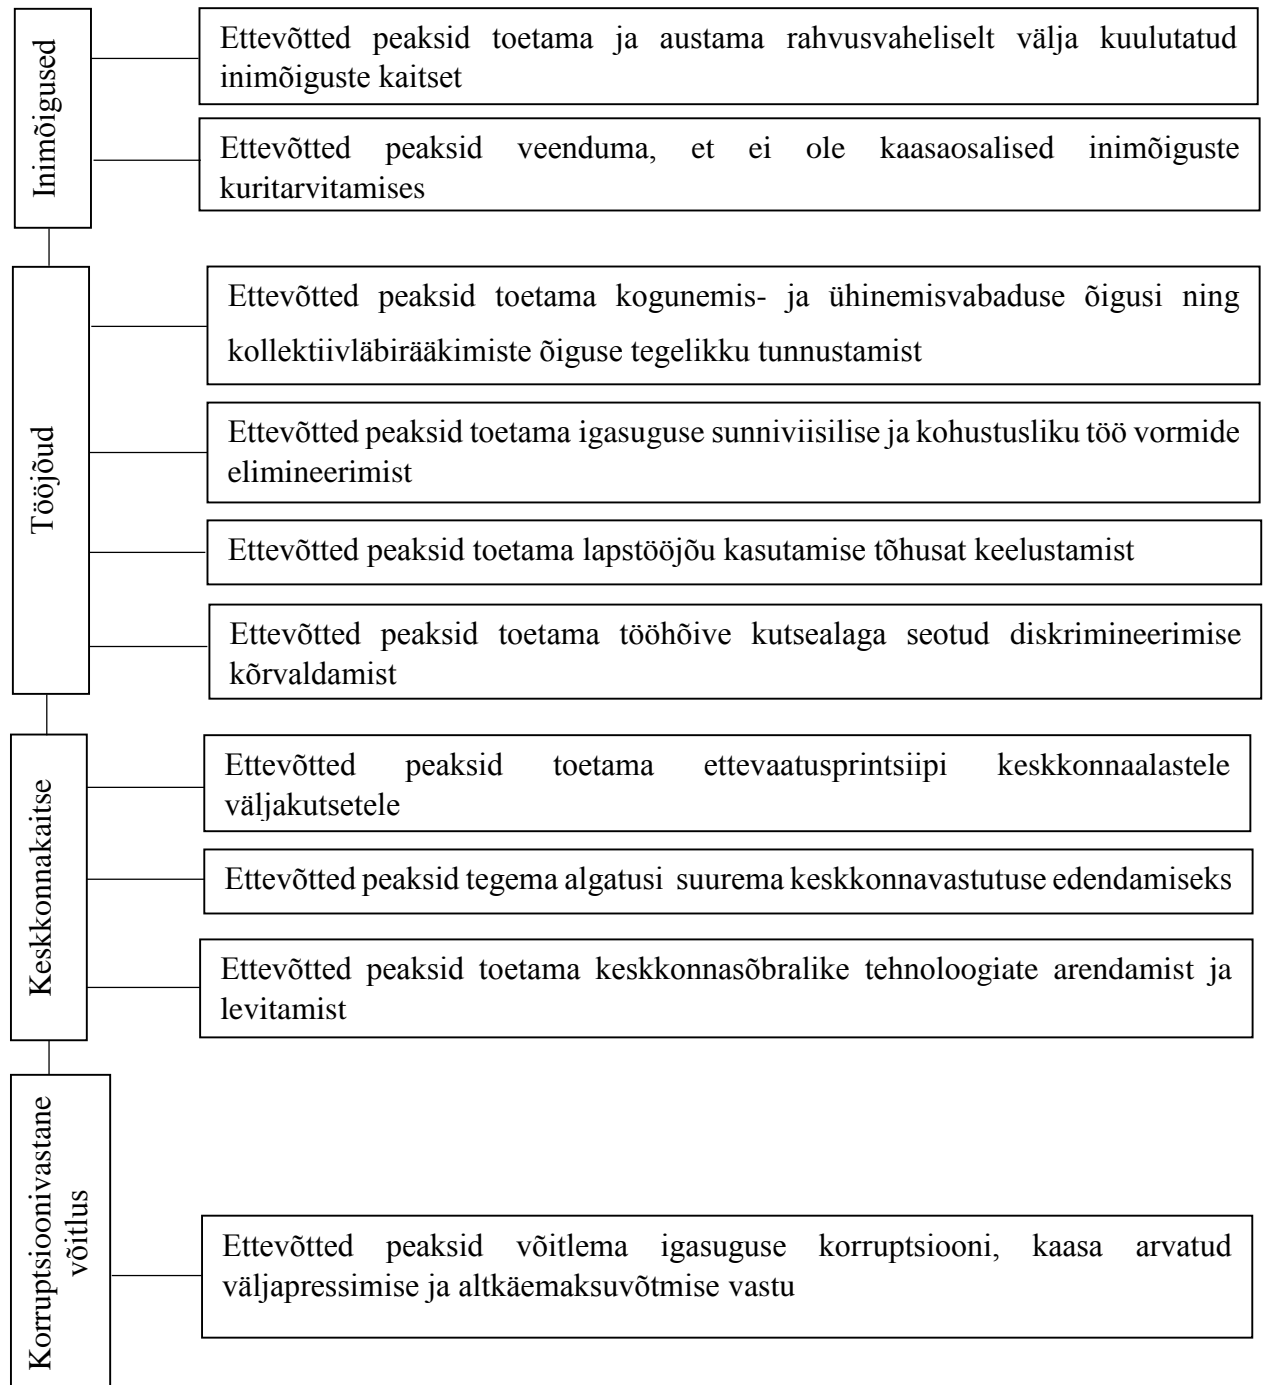 Inimõigused
Ettevõtted peaksid toetama ja austama rahvusvaheliselt välja kuulutatud
inimõiguste kaitset
Ettevõtted peaksid veenduma, et ei ole kaasaosalised inimõiguste
kuritarvitamises
Tööjõud
Ettevõtted peaksid toetama kogunemis- ja ühinemisvabaduse õigusi ning
kollektiivläbirääkimiste õiguse tegelikku tunnustamist
Ettevõtted peaksid toetama igasuguse sunniviisilise ja kohustusliku töö vormide
elimineerimist
Ettevõtted peaksid toetama lapstööjõu kasutamise tõhusat keelustamist
Ettevõtted peaksid toetama tööhõive kutsealaga seotud diskrimineerimise
kõrvaldamist
Keskkonnakaitse
Ettevõtted peaksid toetama ettevaatusprintsiipi keskkonnaalastele
väljakutsetele
Ettevõtted peaksid tegema algatusi suurema keskkonnavastutuse edendamiseks
Ettevõtted peaksid toetama keskkonnasõbralike tehnoloogiate arendamist ja
levitamist
Korruptsioonivastane
võitlus
Ettevõtted peaksid võitlema igasuguse korruptsiooni, kaasa arvatud
väljapressimise ja altkäemaksuvõtmise vastu